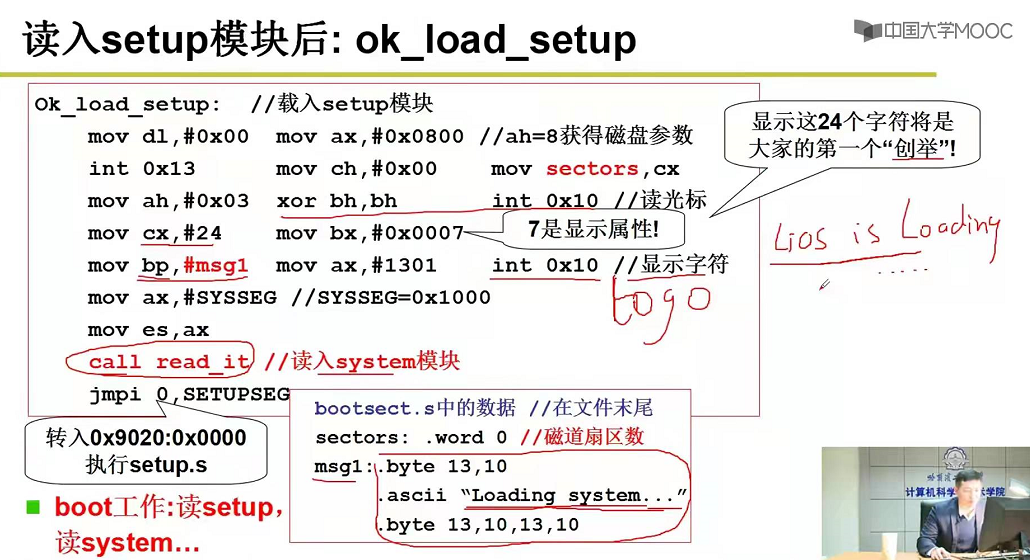 读入setup模块后: ok_load_setup
中国大学MOOC
Ok_load_setup: //载入setup模块
mov dl,#0x00 mov ax,#0x0800 //ah=8获得磁盘参数
int 0x13 mov ch,#0x00 mov sectors,cx
mov ah,#0x03 xor bh,bh int 0x10 //读光标
mov cx,#24 mov bx,#0x0007
mov bp,#msg1 mov ax,#1301 int 0x10 //显示字符
mov ax,#SYSSEG //SYSSEG=0x1000
mov es,ax
call read_it //读入system模块
jmpi 0,SETUPSEG
显示这24个字符将是
大家的第一个“创举”!
7是显示属性!
is Loading
.....
logo
转入0x9020:0x0000
执行setup.s
bootsect.s中的数据 //在文件末尾
sectors: .word 0 //磁道扇区数
msg1:.byte 13,10
.ascii “Loading system...”
.byte 13,10,13,10
boot工作:读setup，
读system…
计算机科学
术学院